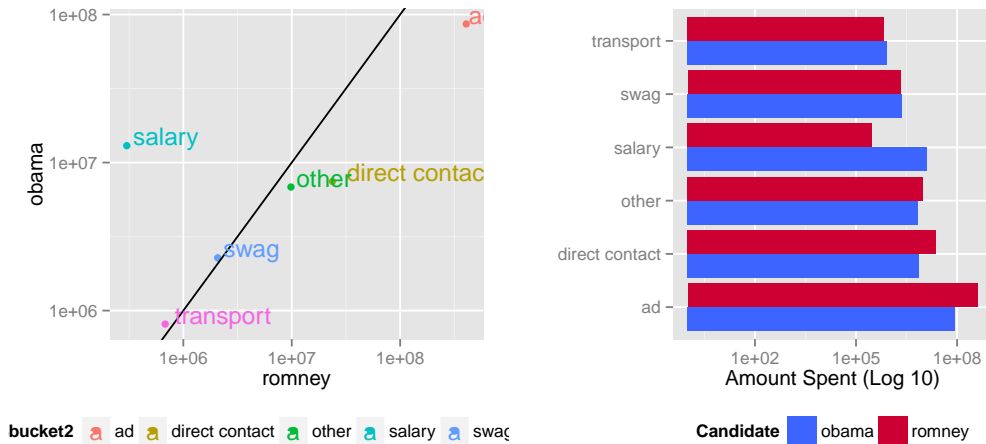 1e+08
1e+07
1e+06
obama
ad
salary
other
direct contac
swag
transport
1e+06 1e+07 1e+08
romney
bucket2 a ad a direct contact a other a salary a swag
transport
swag
salary
other
direct contact
ad
1e+02 1e+05 1e+08
Amount Spent (Log 10)
Candidate obama romney